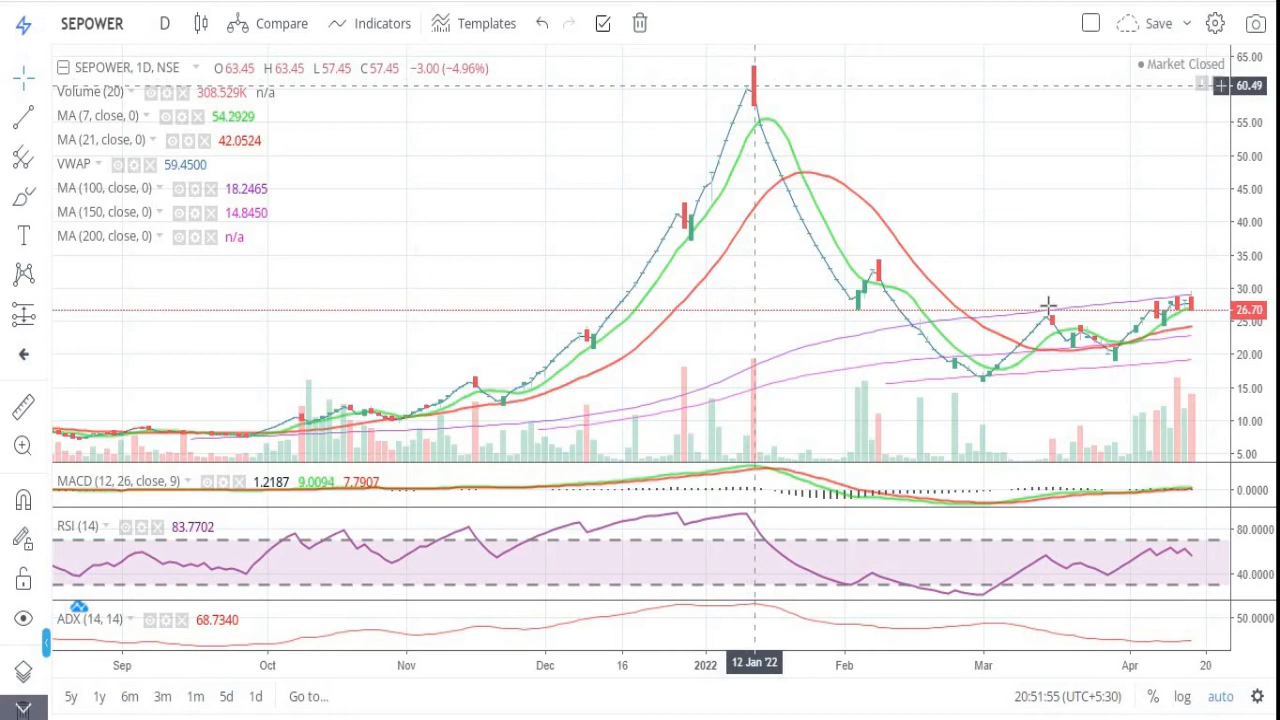 SEPOWER D Compare Indicators Templates Save
SEPOWER, 1D, NSE O 63.45 H 63.45 L 57.45 C 57.45 −3.00 (−4.96%)
Market Closed
Volume (20) 308.529K n/a
MA (7, close, 0) 54.2929
MA (21, close, 0) 42.0524
VWAP 59.4500
MA (100, close, 0) 18.2465
MA (150, close, 0) 14.8450
MA (200, close, 0) n/a
65.00
60.49
55.00
50.00
45.00
40.00
35.00
30.00
26.70
25.00
20.00
15.00
10.00
5.00
MACD (12, 26, close, 9) 1.2187 9.0094 7.7907
0.0000
RSI (14) 83.7702
80.0000
40.0000
ADX (14, 14) 68.7340
50.0000
Sep Oct Nov Dec 16 2022 12 Jan '22 Feb Mar Apr 20
5y 1y 6m 3m 1m 5d 1d Go to... 20:51:55 (UTC+5:30) % log auto